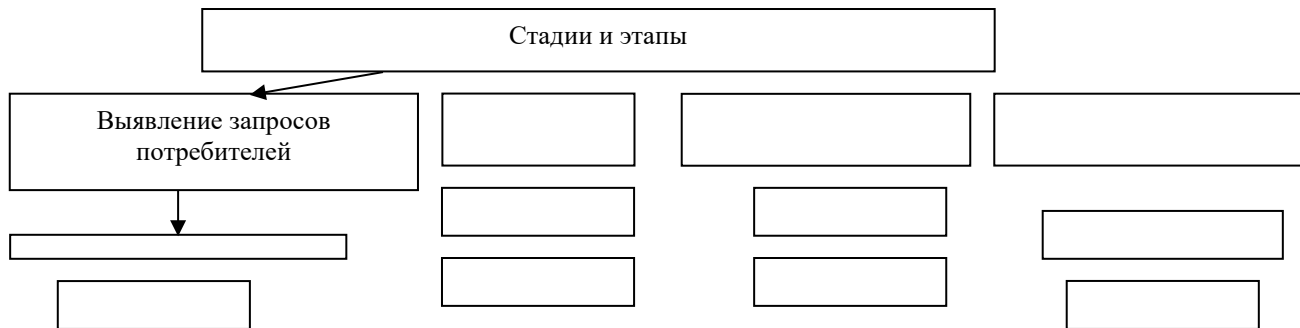 Стадии и этапы
Выявление запросов
потребителей